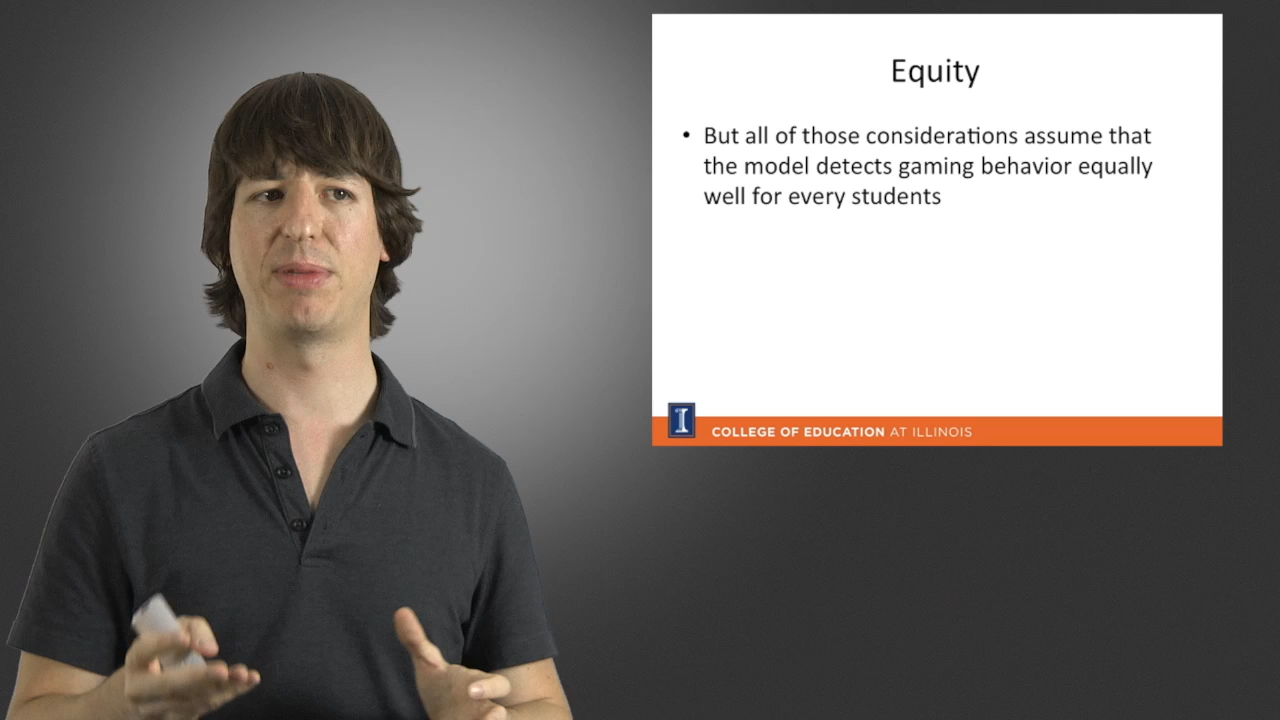 Equity
• But all of those considerations assume that
the model detects gaming behavior equally
well for every students
I
COLLEGE OF EDUCATION AT ILLINOIS